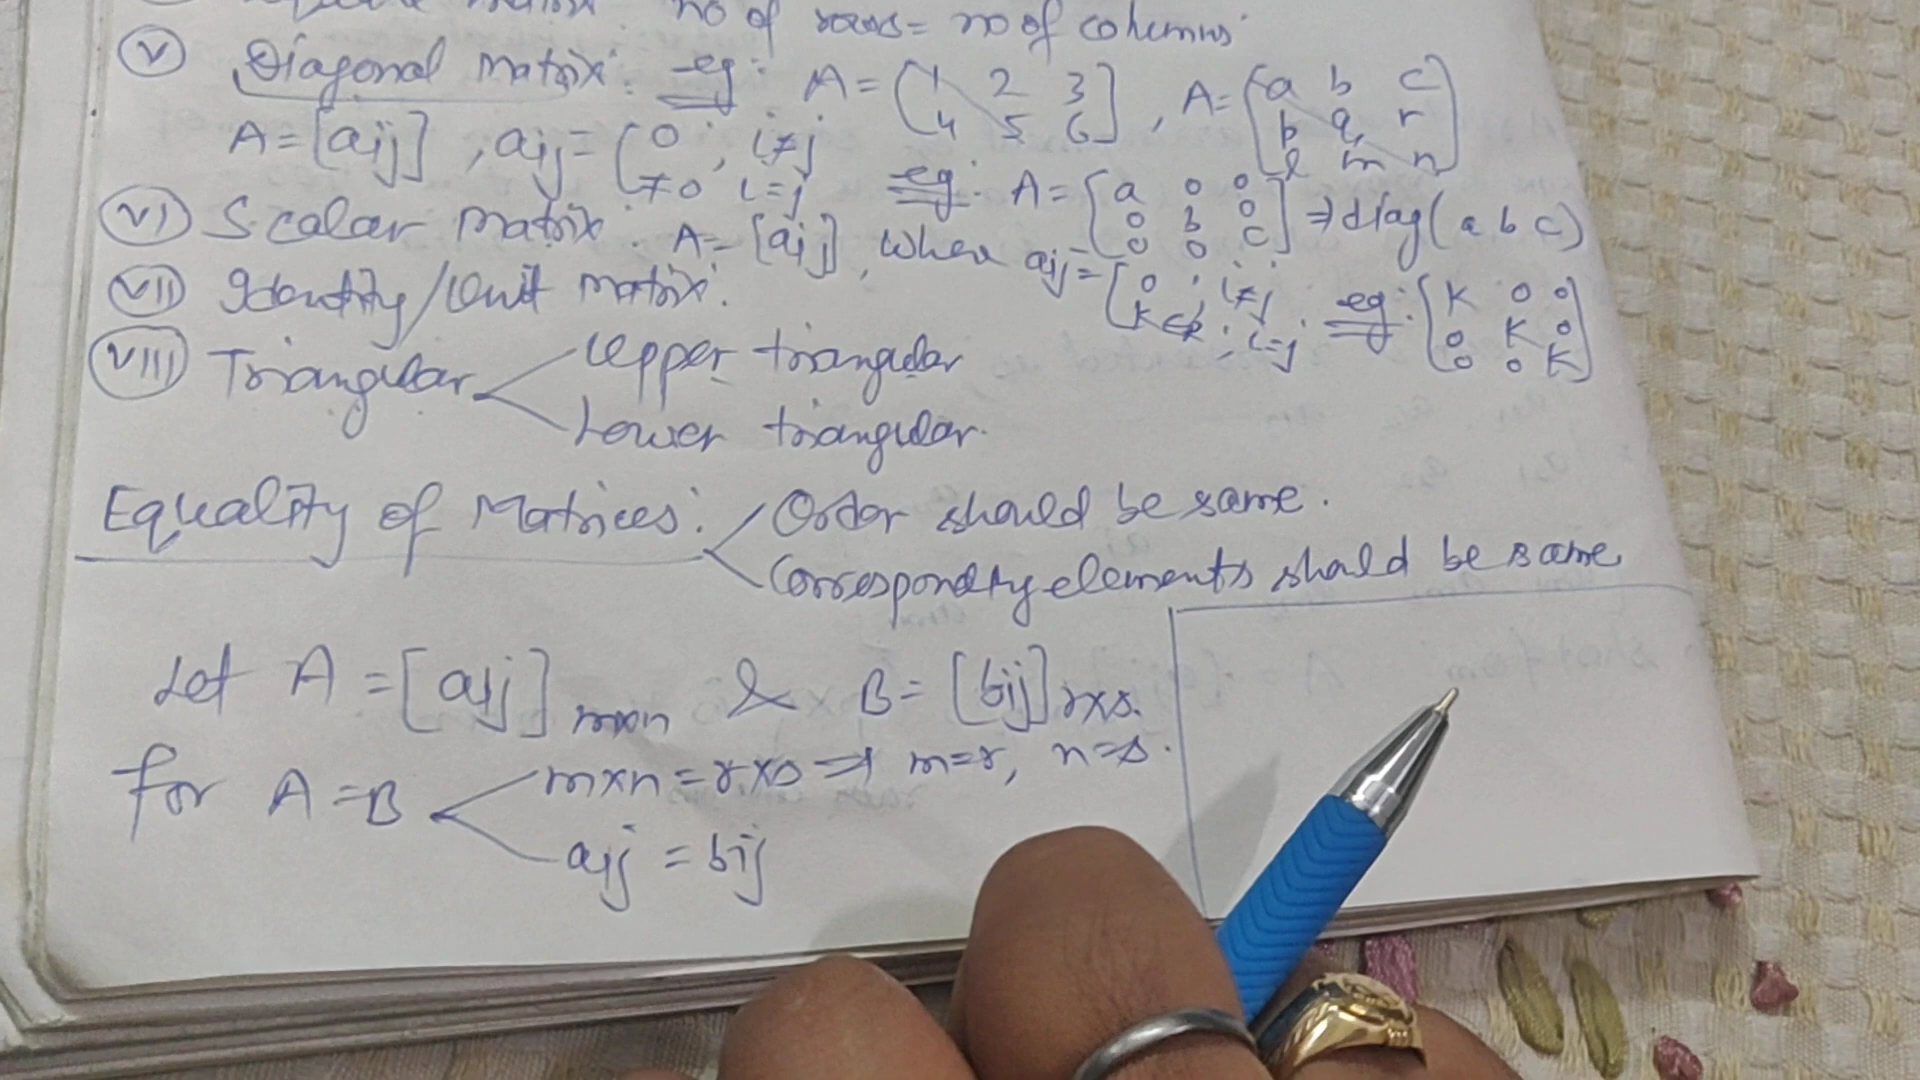 no of rows = no of columns
(v) Diagonal Matrix: eg: A = [1 2 3
4 5 6], A = [a b c
p q r
l m n]
A = [aij], aij = [0, i≠j
≠0 i=j eg: A = [a 0 0
0 b 0
0 0 c] ⇒ diag(a b c)
(VI) Scalar Matrix: A = [aij], where aij = [0, i≠j
K , i=j eg: [K 0 0
0 K 0
0 0 K]
(VII) Identity/Unit matrix:
(VIII) Triangular < Upper triangular
Lower triangular.
Equality of Matrices: < Order should be same.
Corresponding elements should be same
Let A = [aij]mxn & B = [bij]rxs.
for A = B < mxn = rxs ⇒ m=r, n=s.
aij = bij